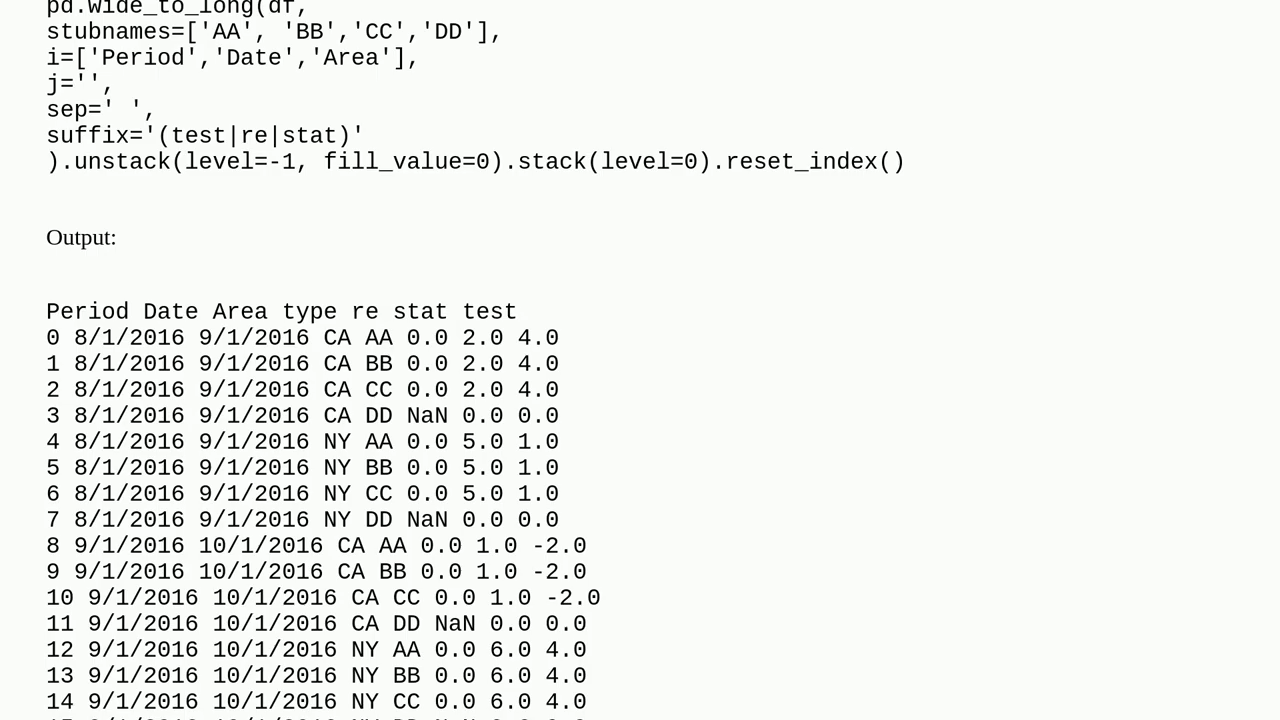 pd.wide_to_long(df,
stubnames=['AA', 'BB','CC','DD'],
i=['Period','Date','Area'],
j='',
sep=' ',
suffix='(test|re|stat)'
).unstack(level=-1, fill_value=0).stack(level=0).reset_index()
Output:
Period Date Area type re stat test
0 8/1/2016 9/1/2016 CA AA 0.0 2.0 4.0
1 8/1/2016 9/1/2016 CA BB 0.0 2.0 4.0
2 8/1/2016 9/1/2016 CA CC 0.0 2.0 4.0
3 8/1/2016 9/1/2016 CA DD NaN 0.0 0.0
4 8/1/2016 9/1/2016 NY AA 0.0 5.0 1.0
5 8/1/2016 9/1/2016 NY BB 0.0 5.0 1.0
6 8/1/2016 9/1/2016 NY CC 0.0 5.0 1.0
7 8/1/2016 9/1/2016 NY DD NaN 0.0 0.0
8 9/1/2016 10/1/2016 CA AA 0.0 1.0 -2.0
9 9/1/2016 10/1/2016 CA BB 0.0 1.0 -2.0
10 9/1/2016 10/1/2016 CA CC 0.0 1.0 -2.0
11 9/1/2016 10/1/2016 CA DD NaN 0.0 0.0
12 9/1/2016 10/1/2016 NY AA 0.0 6.0 4.0
13 9/1/2016 10/1/2016 NY BB 0.0 6.0 4.0
14 9/1/2016 10/1/2016 NY CC 0.0 6.0 4.0